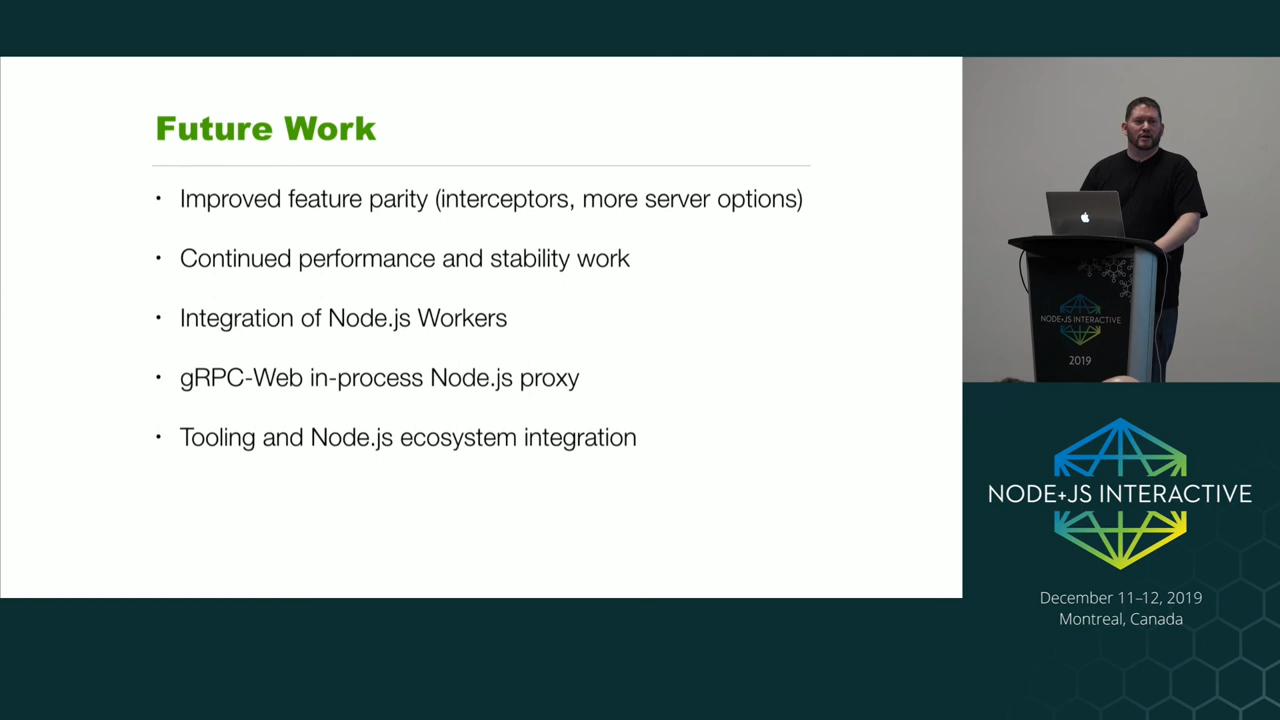 Future Work
• Improved feature parity (interceptors, more server options)
• Continued performance and stability work
• Integration of Node.js Workers
• gRPC-Web in-process Node.js proxy
• Tooling and Node.js ecosystem integration
NODE+JS INTERACTIVE
2019
NODE+JS INTERACTIVE
December 11–12, 2019
Montreal, Canada